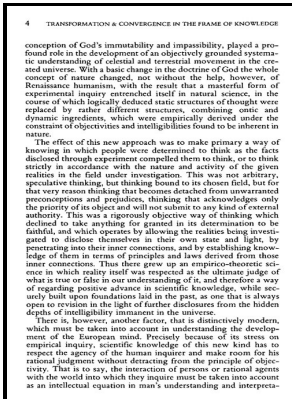 4 TRANSFORMATION & CONVERGENCE IN THE FRAME OF KNOWLEDGE
conception of God's immutability and impassibility, played a pro-
found role in the development of an objectively grounded systema-
tic understanding of celestial and terrestrial movement in the cre-
ated universe. With a basic change in the doctrine of God the whole
concept of nature changed, not without the help, however, of
Renaissance humanism, with the result that a masterful form of
experimental inquiry entrenched itself in natural science, in the
course of which logically deduced static structures of thought were
replaced by rather different structures, combining ontic and
dynamic ingredients, which were empirically derived under the
constraint of objectivities and intelligibilities found to be inherent in
nature.
The effect of this new approach was to make primary a way of
knowing in which people were determined to think as the facts
disclosed through experiment compelled them to think, or to think
strictly in accordance with the nature and activity of the given
realities in the field under investigation. This was not arbitrary,
speculative thinking, but thinking bound to its chosen field, but for
that very reason thinking that becomes detached from unwarranted
preconceptions and prejudices, thinking that acknowledges only
the priority of its object and will not submit to any kind of external
authority. This was a rigorously objective way of thinking which
declined to take anything for granted in its determination to be
faithful, and which operates by allowing the realities being investi-
gated to disclose themselves in their own state and light, by
penetrating into their inner connections, and by establishing know-
ledge of them in terms of principles and laws derived from those
inner connections. Thus there grew up an empirico-theoretic sci-
ence in which reality itself was respected as the ultimate judge of
what is true or false in our understanding of it, and therefore a way
of regarding positive advance in scientific knowledge, which, while sec-
urely built upon foundations laid in the past, as one that is always
open to revision in the light of further disclosures from the hidden
depths of intelligibility immanent in the universe.
There is, however, another factor, that is distinctively modern,
which must be taken into account in understanding the develop-
ment of the European mind. Precisely because of its stress on
empirical inquiry, scientific knowledge of this new kind has to
respect the agency of the human inquirer and make room for his
rational judgment without detracting from the principle of objec-
tivity. That is to say, the interaction of persons or rational agents
with the world into which they inquire must be taken into account
as an intellectual equation in man's understanding and interpreta-